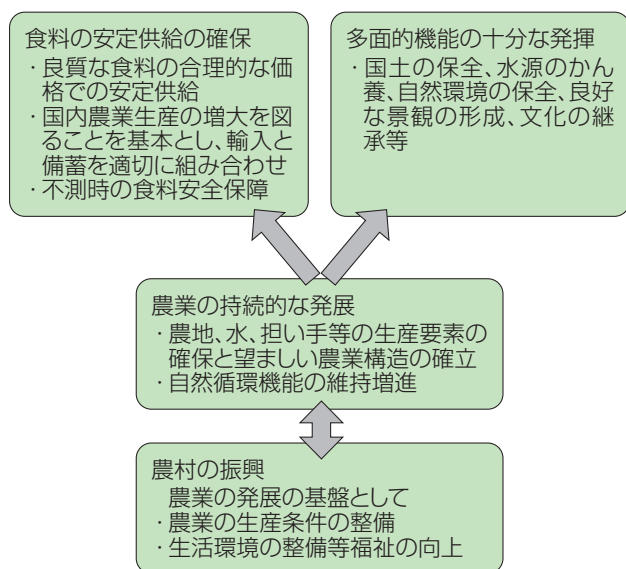 食料の安定供給の確保
・良質な食料の合理的な価
格での安定供給
・国内農業生産の増大を図
ることを基本とし、輸入と
備蓄を適切に組み合わせ
・不測時の食料安全保障
多面的機能の十分な発揮
・国土の保全、水源のかん
養、自然環境の保全、良好
な景観の形成、文化の継
承等
農業の持続的な発展
・農地、水、担い手等の生産要素の
確保と望ましい農業構造の確立
・自然循環機能の維持増進
農村の振興
農業の発展の基盤として
・農業の生産条件の整備
・生活環境の整備等福祉の向上